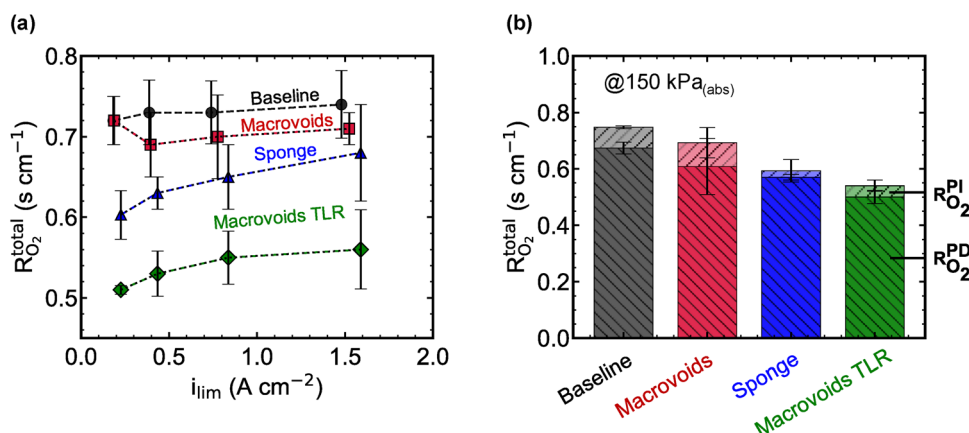 (a)
0.8
0.7
0.6
0.5
R_O₂^total (s cm⁻¹)
Baseline
Macrovoids
Sponge
Macrovoids TLR
0.0 0.5 1.0 1.5 2.0
i_lim (A cm⁻²)
(b)
@150 kPa_(abs)
1.0
0.8
0.6
0.4
0.2
0.0
R_O₂^total (s cm⁻¹)
R_O₂^PI
R_O₂^PD
Baseline
Macrovoids
Sponge
Macrovoids TLR